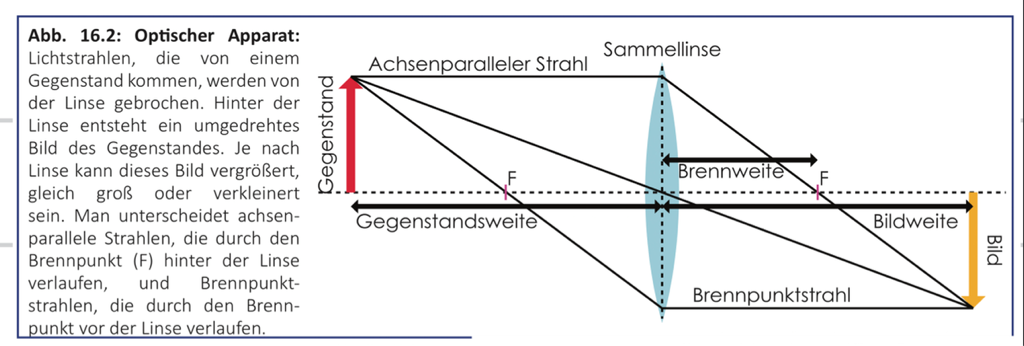 Abb. 16.2: Optischer Apparat:
Lichtstrahlen, die von einem
Gegenstand kommen, werden von
der Linse gebrochen. Hinter der
Linse entsteht ein umgedrehtes
Bild des Gegenstandes. Je nach
Linse kann dieses Bild vergrößert,
gleich groß oder verkleinert
sein. Man unterscheidet achsen-
parallele Strahlen, die durch den
Brennpunkt (F) hinter der Linse
verlaufen, und Brennpunkt-
strahlen, die durch den Brenn-
punkt vor der Linse verlaufen.
Sammellinse
Achsenparalleler Strahl
Gegenstand
Brennweite
F
F
Gegenstandsweite
Bildweite
Bild
Brennpunktstrahl